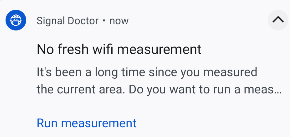 Signal Doctor • now
No fresh wifi measurement
It's been a long time since you measured
the current area. Do you want to run a meas...
Run measurement